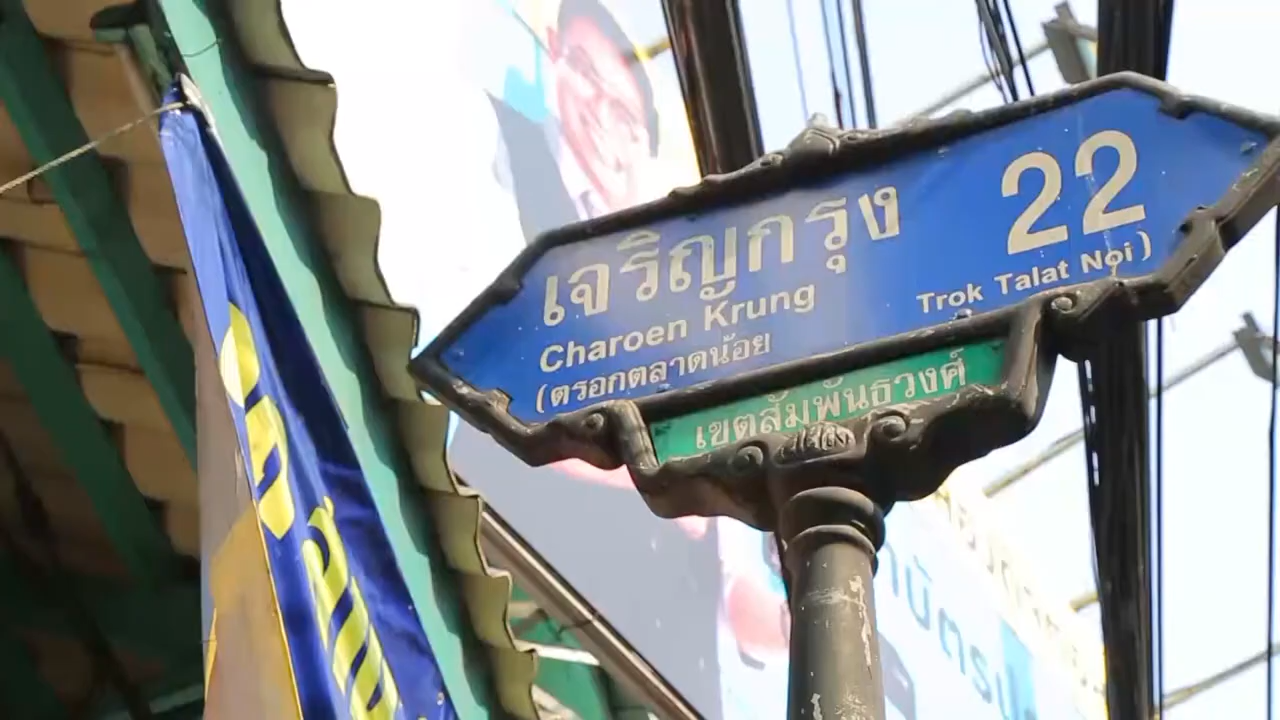 เจริญกรุง 22
Charoen Krung
(ตรอกตลาดน้อย Trok Talat Noi)
เขตสัมพันธวงศ์